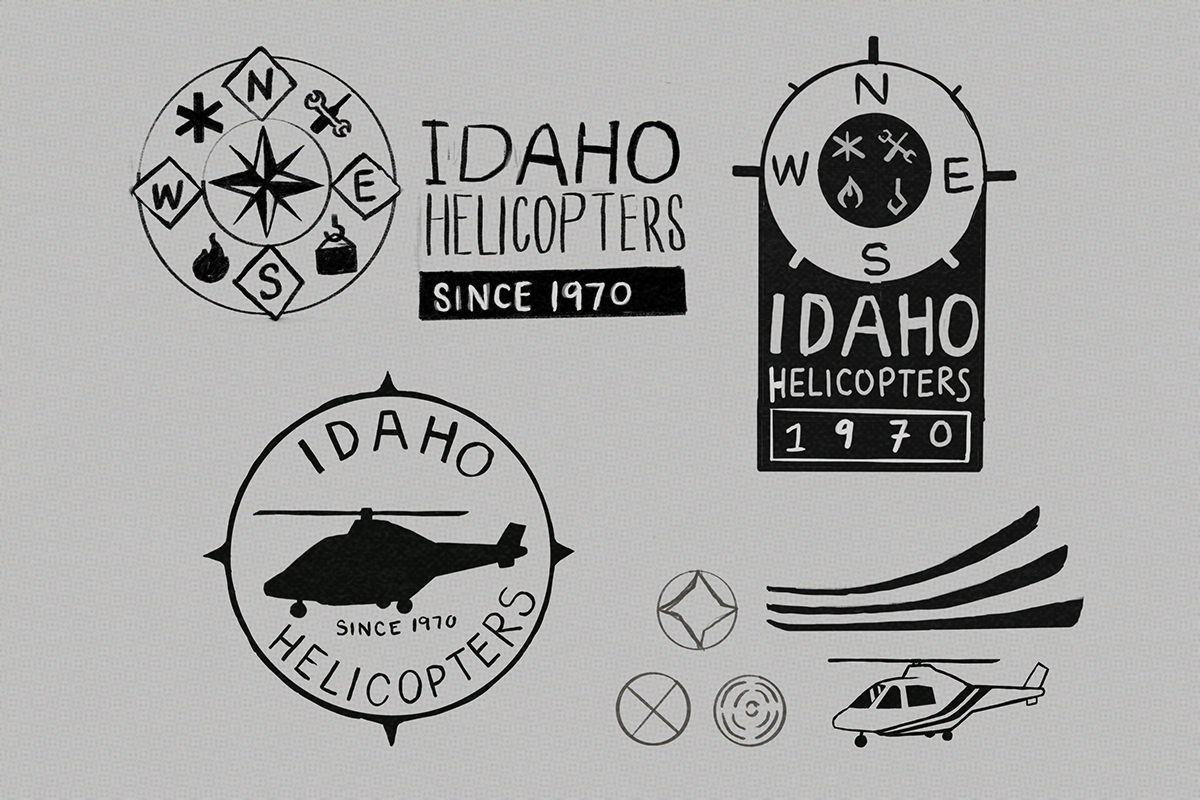 N
W E
S
IDAHO
HELICOPTERS
SINCE 1970
N
W E
S
IDAHO
HELICOPTERS
1970
IDAHO
SINCE 1970
HELICOPTERS